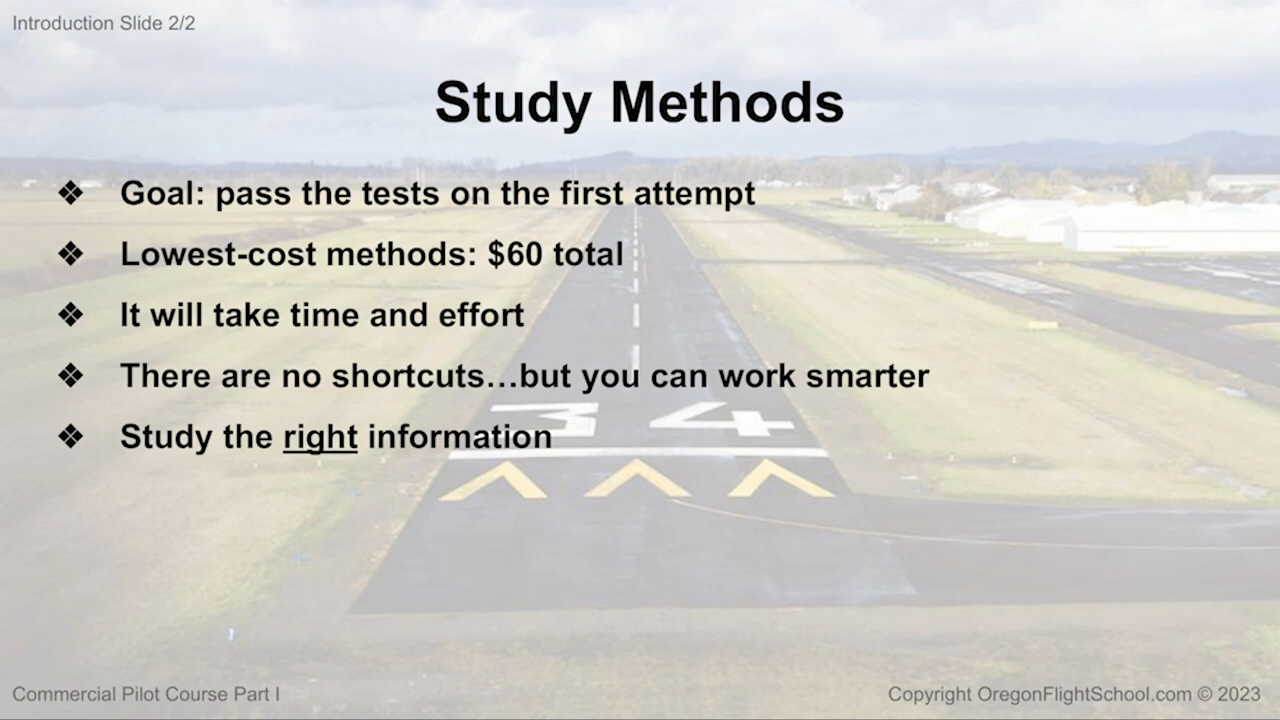 Introduction Slide 2/2
Study Methods
❖ Goal: pass the tests on the first attempt
❖ Lowest-cost methods: $60 total
❖ It will take time and effort
❖ There are no shortcuts…but you can work smarter
❖ Study the right information
34
Commercial Pilot Course Part I
Copyright OregonFlightSchool.com © 2023